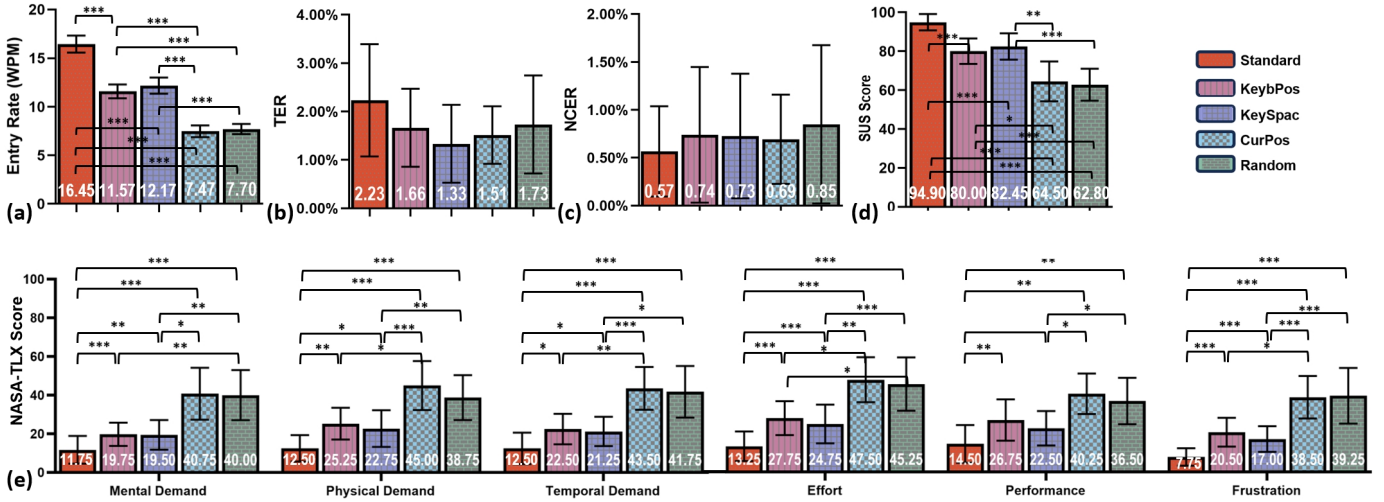 20
15
10
5
0
Entry Rate (WPM)
***
***
***
***
***
***
***
***
16.45 11.57 12.17 7.47 7.70
(a)
4.00%
3.00%
2.00%
1.00%
0.00%
TER
2.23 1.66 1.33 1.51 1.73
(b)
2.00%
1.50%
1.00%
0.50%
0.00%
NCER
0.57 0.74 0.73 0.69 0.85
(c)
100
80
60
40
20
0
SUS Score
**
***
***
***
*
***
***
***
94.90 80.00 82.45 64.50 62.80
(d)
Standard
KeybPos
KeySpac
CurPos
Random
100
80
60
40
20
0
NASA-TLX Score
***
***
**
**
*
***
**
11.75 19.75 19.50 40.75 40.00
Mental Demand
***
***
**
*
***
**
*
12.50 25.25 22.75 45.00 38.75
Physical Demand
***
***
*
*
***
*
**
12.50 22.50 21.25 43.50 41.75
Temporal Demand
***
***
***
***
**
***
*
*
13.25 27.75 24.75 47.50 45.25
Effort
**
**
*
*
**
14.50 26.75 22.50 40.25 36.50
Performance
***
***
***
***
***
***
*
7.75 20.50 17.00 38.50 39.25
Frustration
(e)